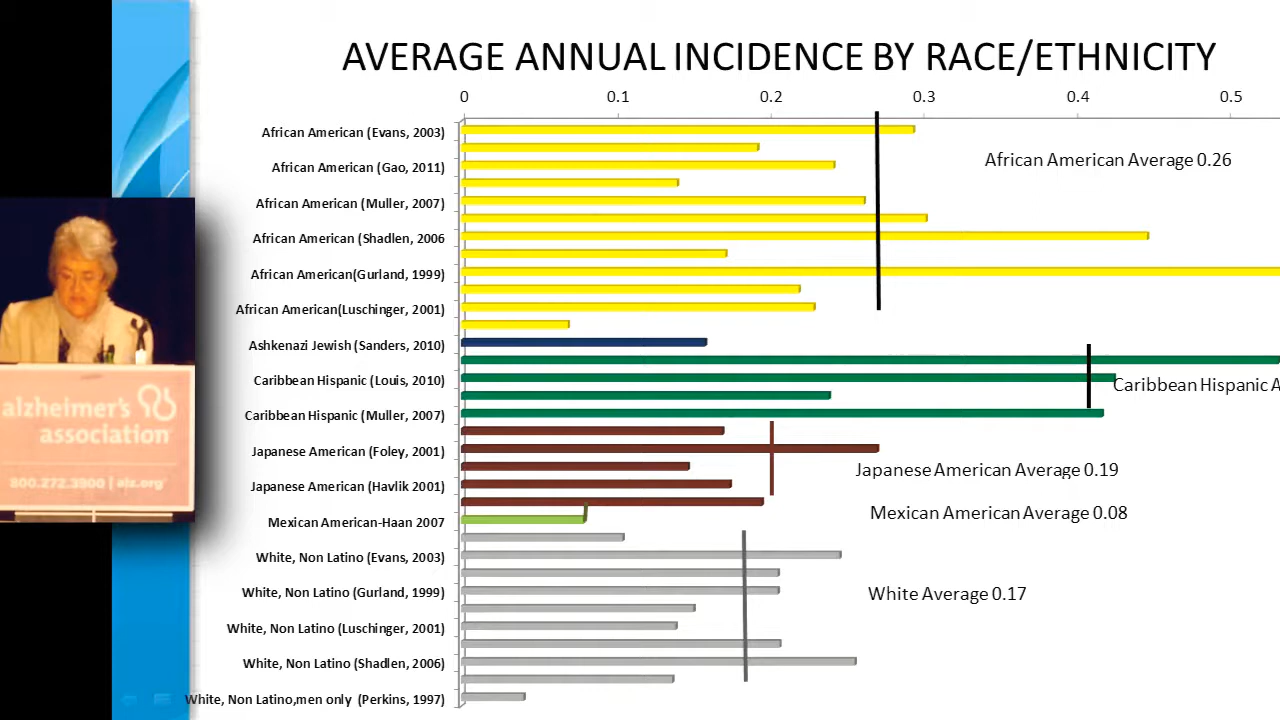 AVERAGE ANNUAL INCIDENCE BY RACE/ETHNICITY
0 0.1 0.2 0.3 0.4 0.5
African American (Evans, 2003)
African American Average 0.26
African American (Gao, 2011)
African American (Muller, 2007)
African American (Shadlen, 2006
African American(Gurland, 1999)
African American(Luschinger, 2001)
Ashkenazi Jewish (Sanders, 2010)
Caribbean Hispanic (Louis, 2010)
Caribbean Hispanic A
Caribbean Hispanic (Muller, 2007)
Japanese American (Foley, 2001)
Japanese American Average 0.19
Japanese American (Havlik 2001)
Mexican American-Haan 2007
Mexican American Average 0.08
White, Non Latino (Evans, 2003)
White, Non Latino (Gurland, 1999)
White Average 0.17
White, Non Latino (Luschinger, 2001)
White, Non Latino (Shadlen, 2006)
White, Non Latino,men only (Perkins, 1997)
alzheimer's
association
800.272.3900 | alz.org